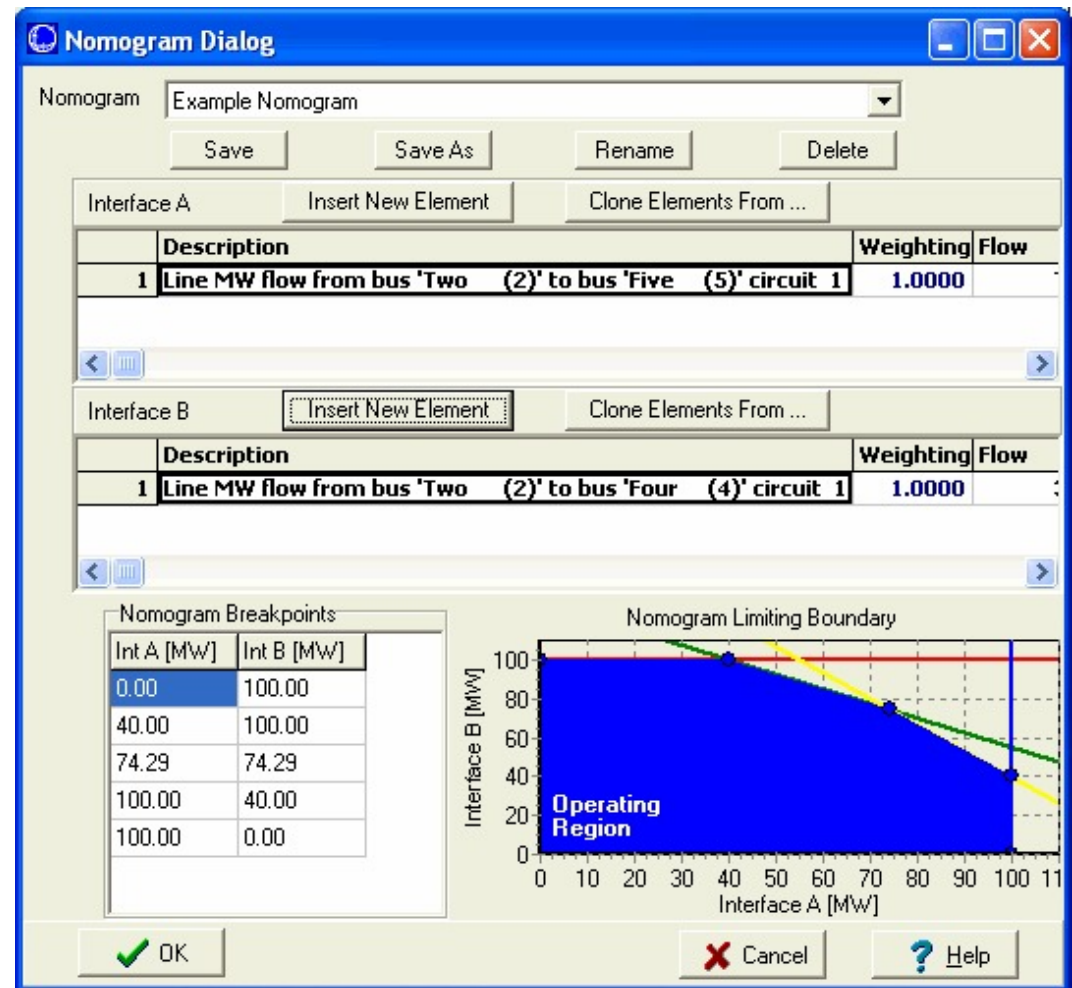 Nomogram Dialog
Nomogram Example Nomogram
Save Save As Rename Delete
Interface A Insert New Element Clone Elements From ...
Description Weighting Flow
1 Line MW flow from bus 'Two (2)' to bus 'Five (5)' circuit 1 1.0000
Interface B Insert New Element Clone Elements From ...
Description Weighting Flow
1 Line MW flow from bus 'Two (2)' to bus 'Four (4)' circuit 1 1.0000
Nomogram Breakpoints
Int A [MW] Int B [MW]
0.00 100.00
40.00 100.00
74.29 74.29
100.00 40.00
100.00 0.00
Nomogram Limiting Boundary
Interface B [MW]
100
80
60
40
20
0
Operating
Region
0 10 20 30 40 50 60 70 80 90 100 11
Interface A [MW]
OK Cancel Help